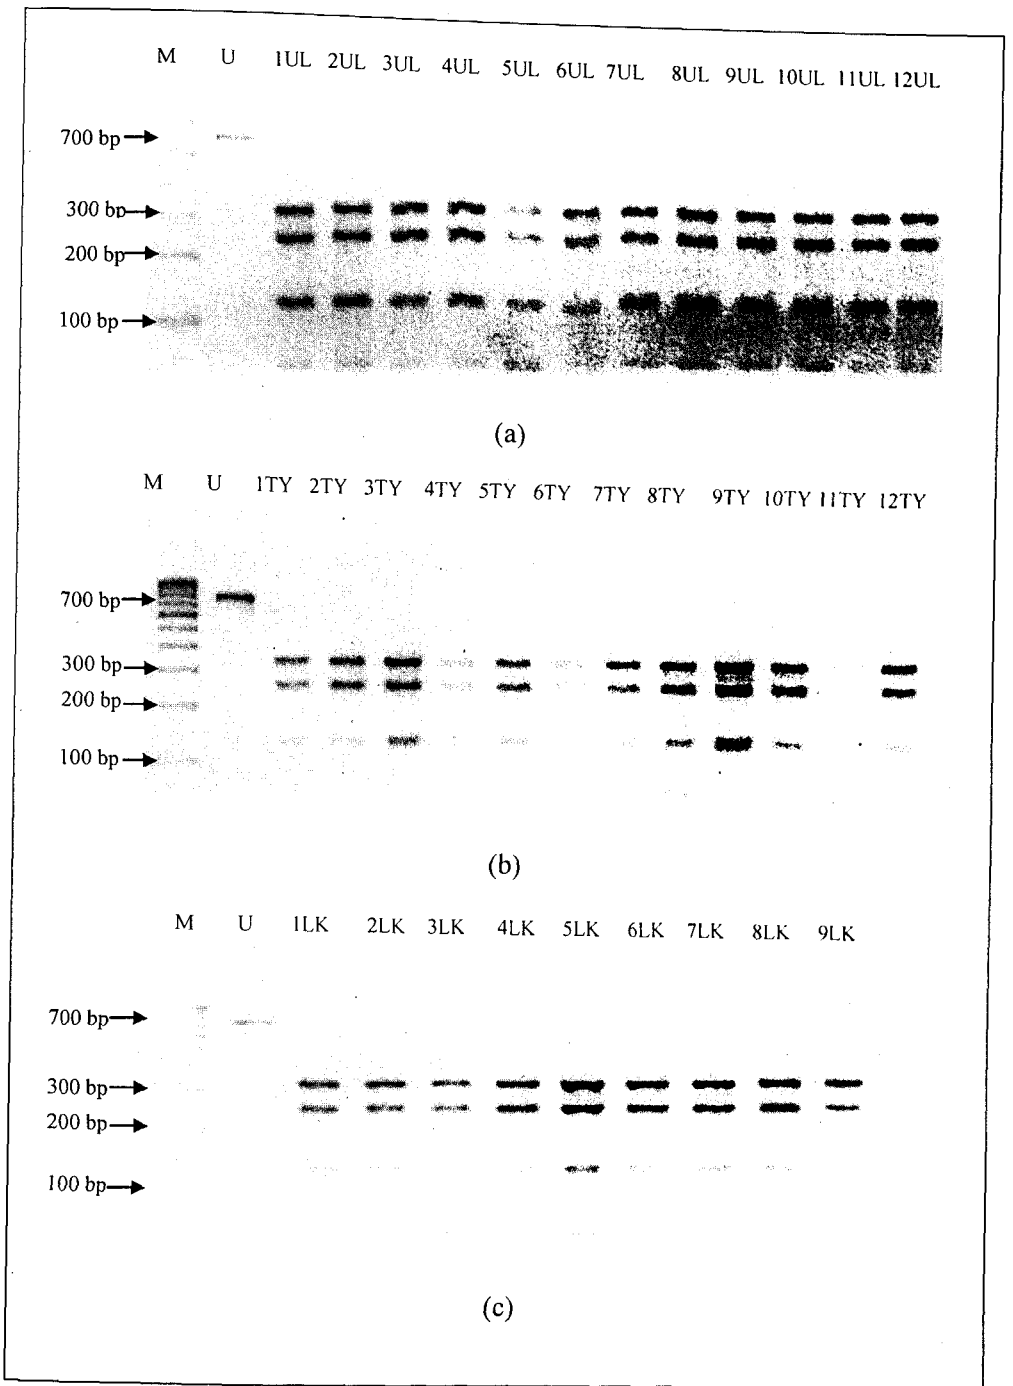 M U 1UL 2UL 3UL 4UL 5UL 6UL 7UL 8UL 9UL 10UL 11UL 12UL
700 bp
300 bp
200 bp
100 bp
(a)
M U 1TY 2TY 3TY 4TY 5TY 6TY 7TY 8TY 9TY 10TY 11TY 12TY
700 bp
300 bp
200 bp
100 bp
(b)
M U 1LK 2LK 3LK 4LK 5LK 6LK 7LK 8LK 9LK
700 bp
300 bp
200 bp
100 bp
(c)